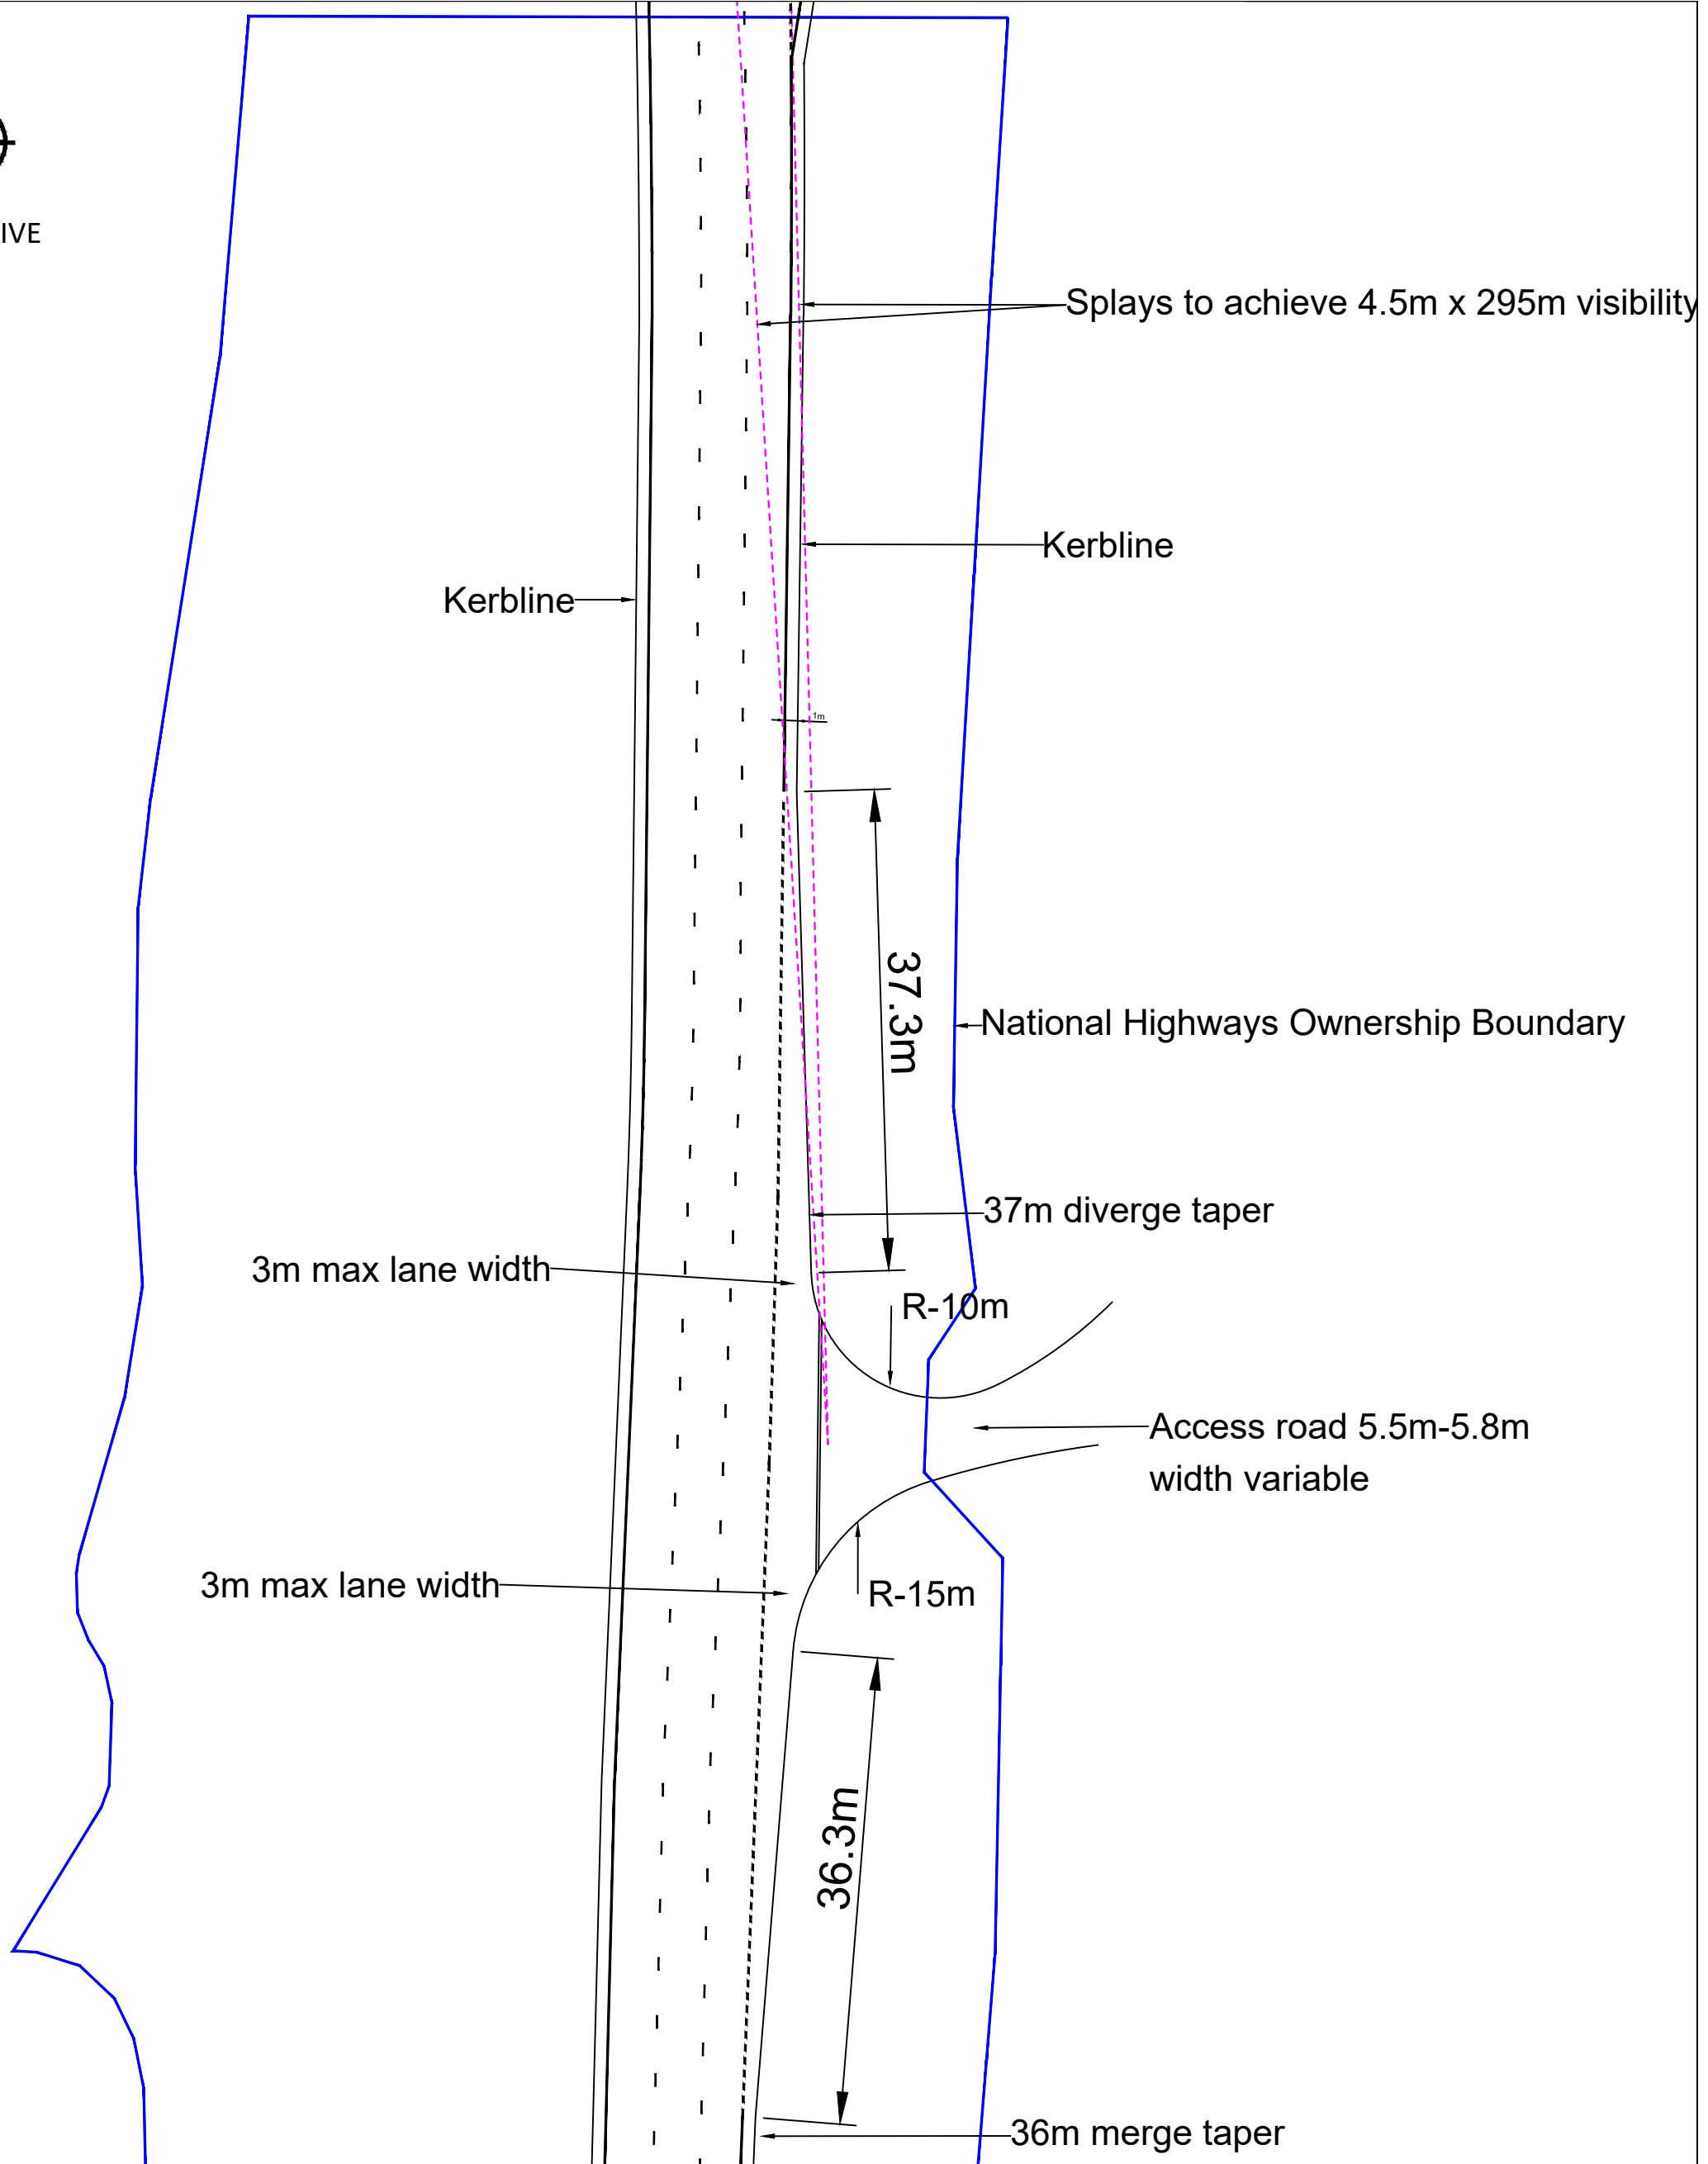 IVE
Splays to achieve 4.5m x 295m visibility
Kerbline
Kerbline
1m
37.3m
National Highways Ownership Boundary
37m diverge taper
3m max lane width
R-10m
Access road 5.5m-5.8m
width variable
3m max lane width
R-15m
36.3m
36m merge taper